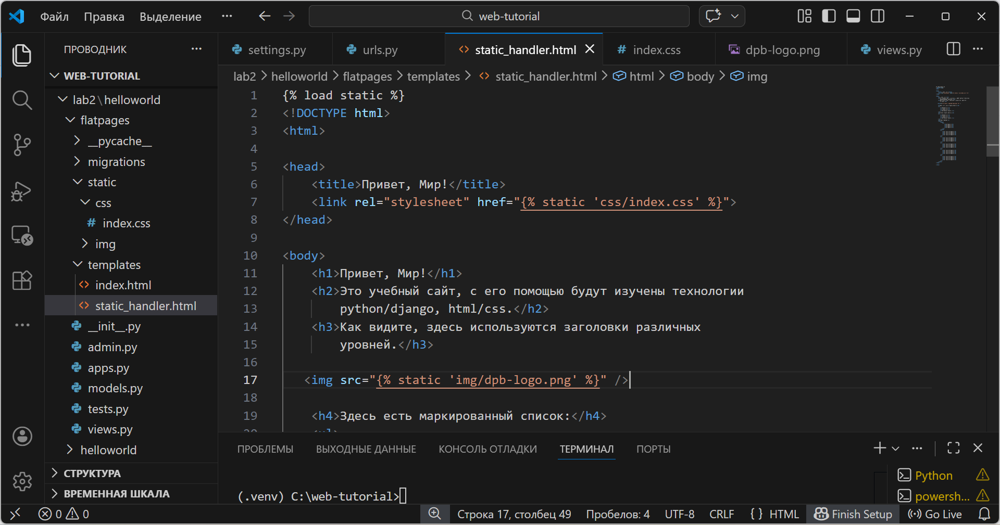 Файл Правка Выделение ··· web-tutorial
ПРОВОДНИК ···
WEB-TUTORIAL
lab2\helloworld
flatpages
__pycache__
migrations
static
css
index.css
img
templates
index.html
static_handler.html
__init__.py
admin.py
apps.py
models.py
tests.py
views.py
helloworld
СТРУКТУРА
ВРЕМЕННАЯ ШКАЛА
settings.py urls.py static_handler.html index.css dpb-logo.png views.py ···
lab2 > helloworld > flatpages > templates > static_handler.html > html > body > img
1 {% load static %}
2 <!DOCTYPE html>
3 <html>
4
5 <head>
6 <title>Привет, Мир!</title>
7 <link rel="stylesheet" href="{% static 'css/index.css' %}">
8 </head>
9
10 <body>
11 <h1>Привет, Мир!</h1>
12 <h2>Это учебный сайт, с его помощью будут изучены технологии
13 python/django, html/css.</h2>
14 <h3>Как видите, здесь используются заголовки различных
15 уровней.</h3>
16
17 <img src="{% static 'img/dpb-logo.png' %}" />
18
19 <h4>Здесь есть маркированный список:</h4>
20 <ul>
ПРОБЛЕМЫ ВЫХОДНЫЕ ДАННЫЕ КОНСОЛЬ ОТЛАДКИ ТЕРМИНАЛ ПОРТЫ
(.venv) C:\web-tutorial>
Python
powersh...
0 0 Строка 17, столбец 49 Пробелов: 4 UTF-8 CRLF {} HTML Finish Setup Go Live